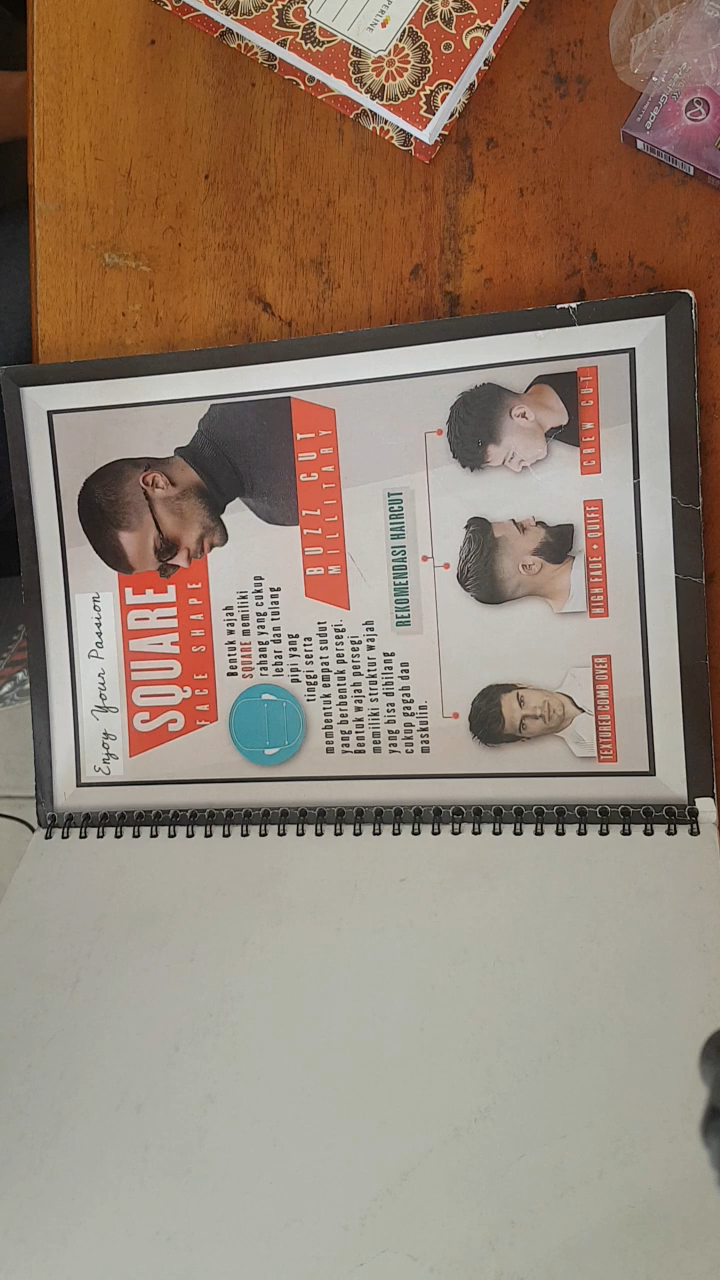 Enjoy Your Passion
SQUARE
FACE SHAPE
Bentuk wajah
SQUARE memiliki
rahang yang cukup
lebar dan tulang
pipi yang
tinggi serta
membentuk empat sudut
yang berbentuk persegi.
Bentuk wajah persegi
memiliki struktur wajah
yang bisa dibilang
cukup gagah dan
maskulin.
BUZZ CUT
MILLITARY
REKOMENDASI HAIRCUT
TEXTURED COMB OVER
HIGH FADE + QUIFF
CREW CUT
PERLINE